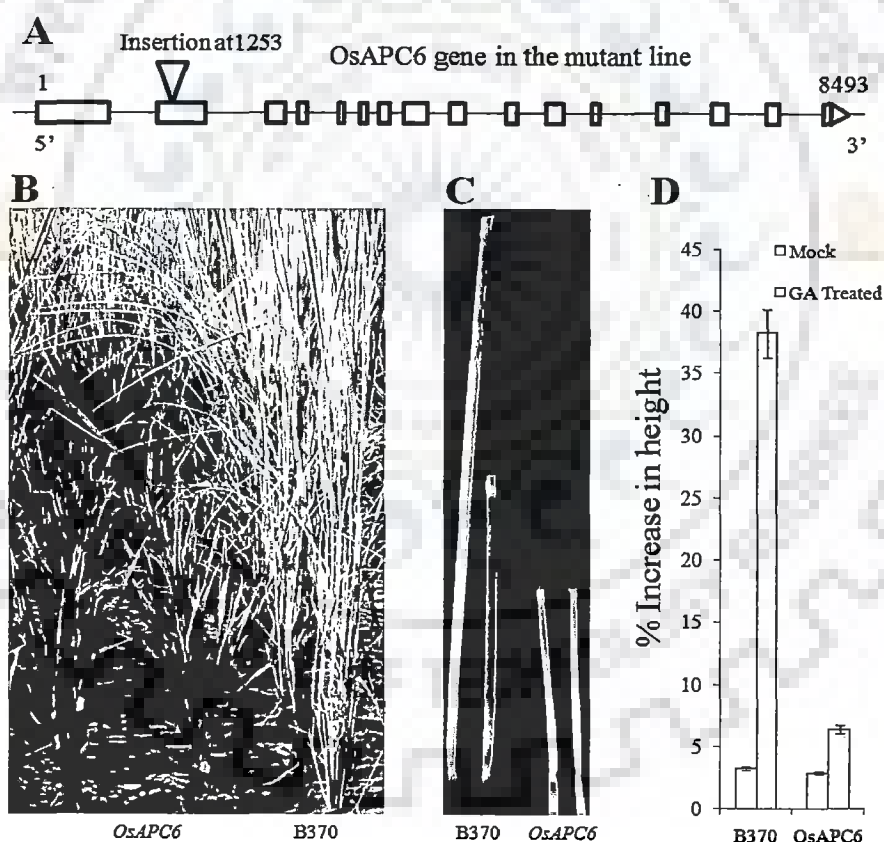 A
Insertion at 1253
OsAPC6 gene in the mutant line
1
8493
5'
3'
B
C
D
OsAPC6
B370
B370
OsAPC6
% Increase in height
45
40
35
30
25
20
15
10
5
0
Mock
GA Treated
B370
OsAPC6